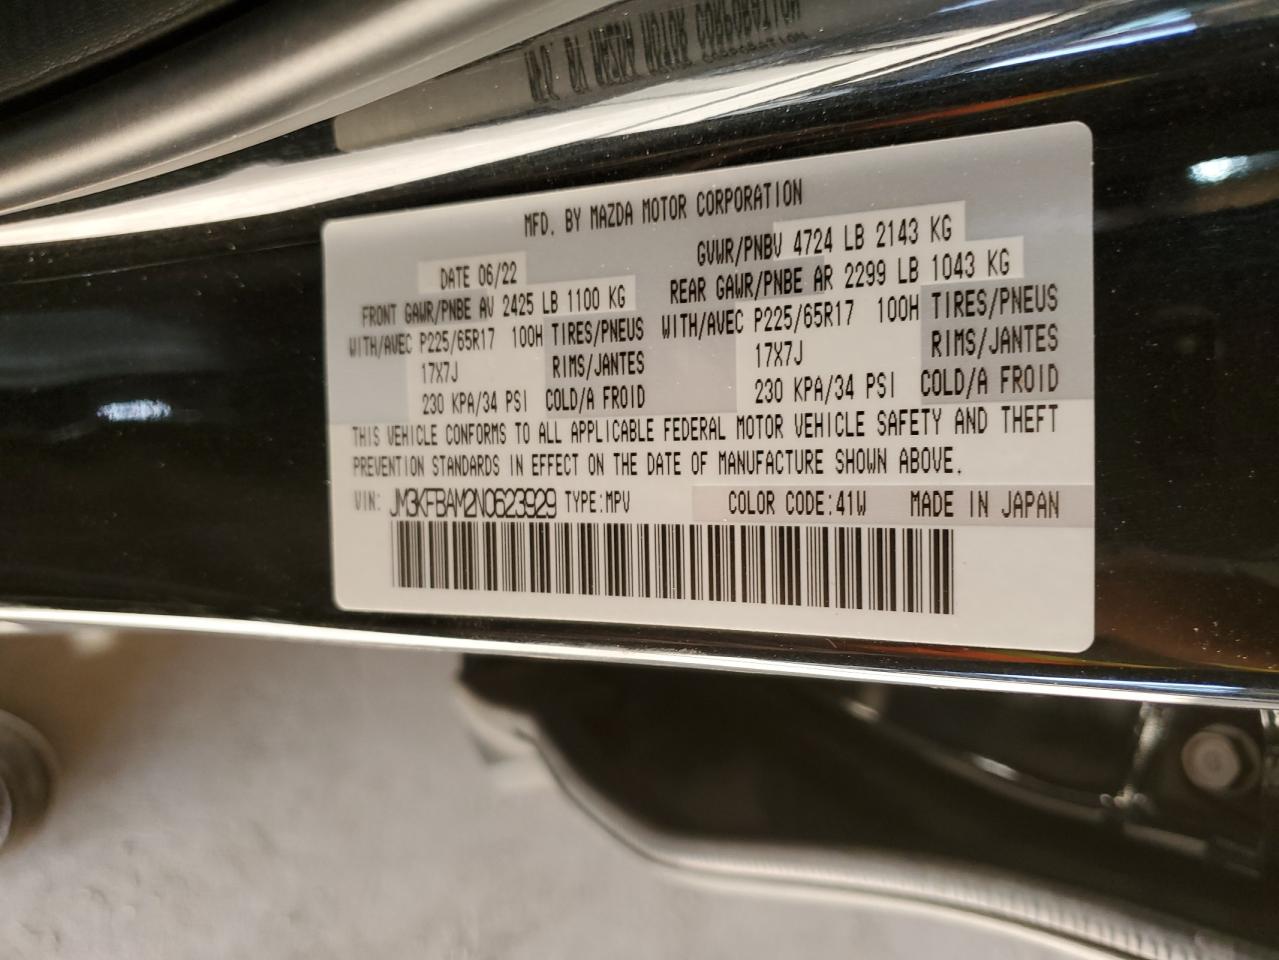 MFD. BY MAZDA MOTOR CORPORATION
DATE 06/22
GVWR/PNBV 4724 LB 2143 KG
FRONT GAWR/PNBE AV 2425 LB 1100 KG
REAR GAWR/PNBE AR 2299 LB 1043 KG
WITH/AVEC P225/65R17 100H TIRES/PNEUS
WITH/AVEC P225/65R17 100H TIRES/PNEUS
17X7J RIMS/JANTES
17X7J RIMS/JANTES
230 KPA/34 PSI COLD/A FROID
230 KPA/34 PSI COLD/A FROID
THIS VEHICLE CONFORMS TO ALL APPLICABLE FEDERAL MOTOR VEHICLE SAFETY AND THEFT
PREVENTION STANDARDS IN EFFECT ON THE DATE OF MANUFACTURE SHOWN ABOVE.
VIN: JM3KFBAM2N0623929 TYPE:MPV COLOR CODE:41W MADE IN JAPAN